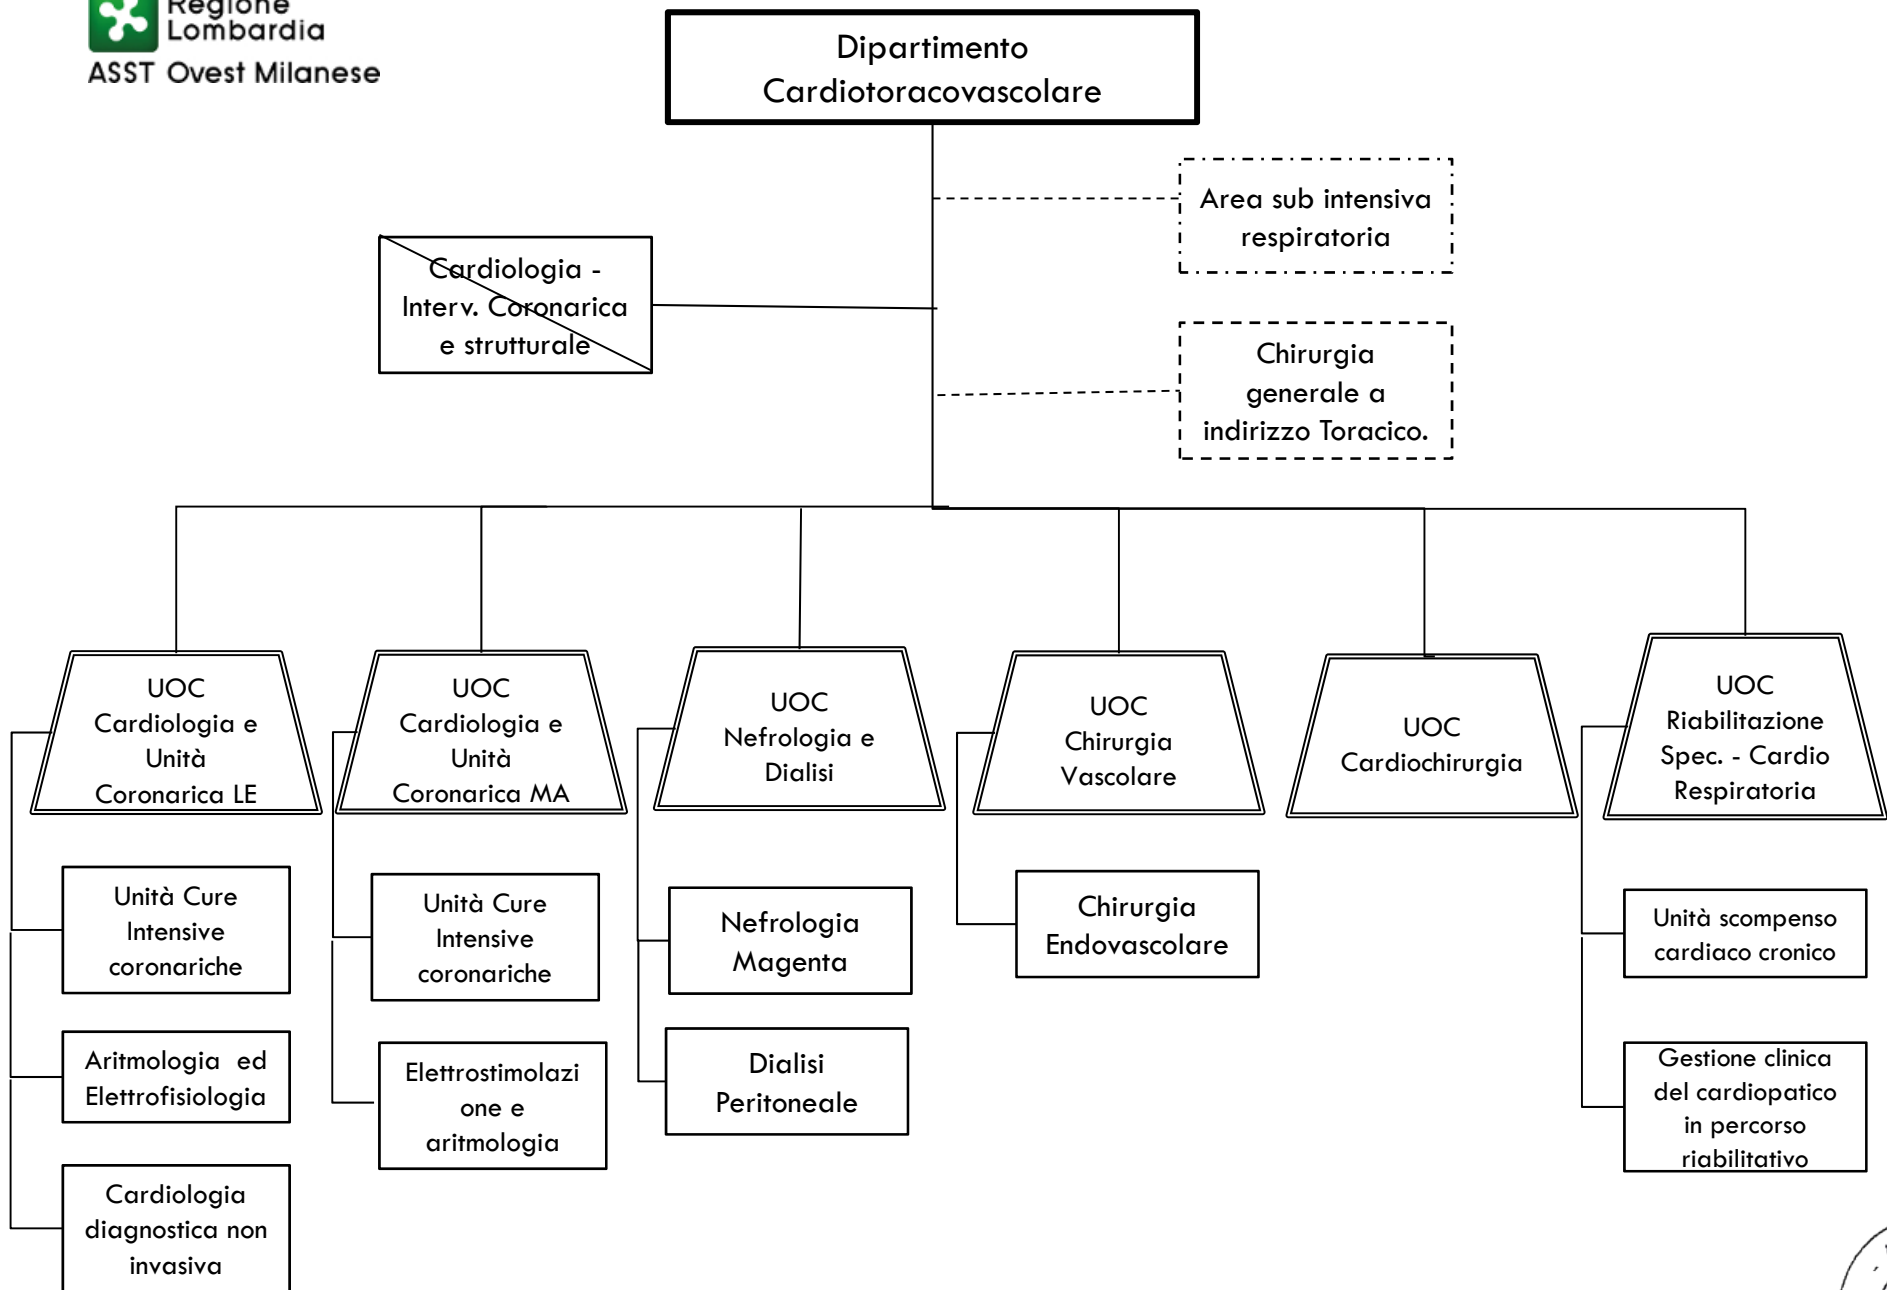 Regione
Lombardia
ASST Ovest Milanese
Dipartimento
Cardiotoracovascolare
Area sub intensiva
respiratoria
Cardiologia -
Interv. Coronarica
e strutturale
Chirurgia
generale a
indirizzo Toracico.
UOC
Cardiologia e
Unità
Coronarica LE
UOC
Cardiologia e
Unità
Coronarica MA
UOC
Nefrologia e
Dialisi
UOC
Chirurgia
Vascolare
UOC
Cardiochirurgia
UOC
Riabilitazione
Spec. - Cardio
Respiratoria
Unità Cure
Intensive
coronariche
Unità Cure
Intensive
coronariche
Nefrologia
Magenta
Chirurgia
Endovascolare
Unità scompenso
cardiaco cronico
Aritmologia ed
Elettrofisiologia
Elettrostimolazi
one e
aritmologia
Dialisi
Peritoneale
Gestione clinica
del cardiopatico
in percorso
riabilitativo
Cardiologia
diagnostica non
invasiva